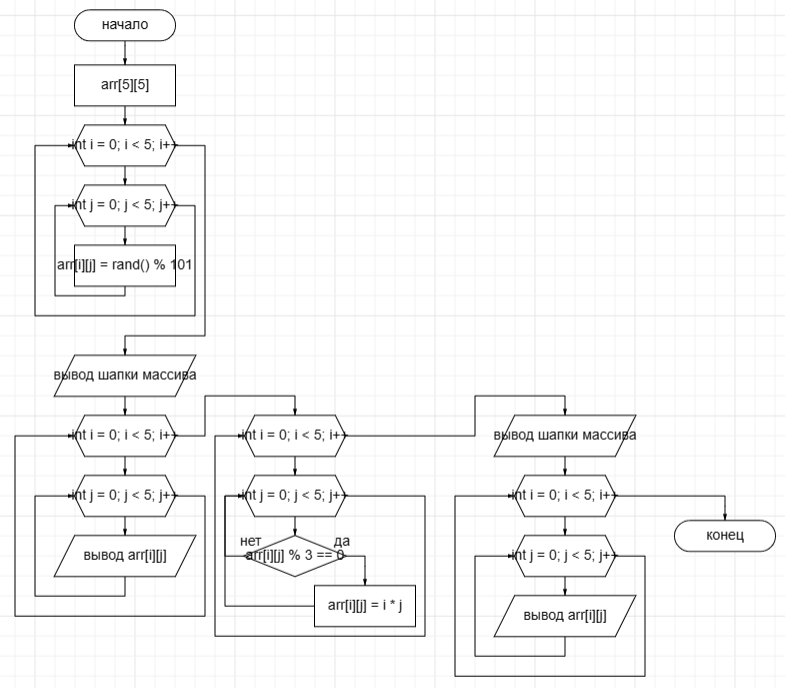 начало
arr[5][5]
int i = 0; i < 5; i++
int j = 0; j < 5; j++
arr[i][j] = rand() % 101
вывод шапки массива
int i = 0; i < 5; i++
int j = 0; j < 5; j++
вывод arr[i][j]
int i = 0; i < 5; i++
int j = 0; j < 5; j++
нет
да
arr[i][j] % 3 == 0
arr[i][j] = i * j
вывод шапки массива
int i = 0; i < 5; i++
int j = 0; j < 5; j++
вывод arr[i][j]
конец